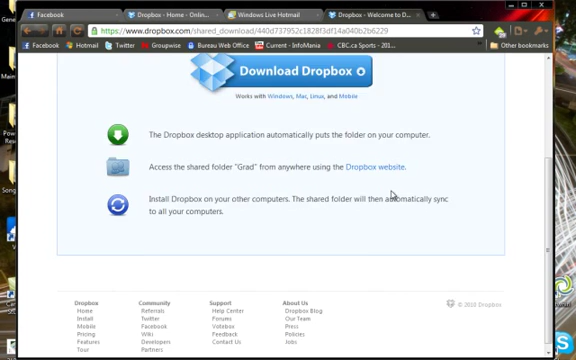 Facebook
Dropbox - Home - Onlin...
Windows Live Hotmail
Dropbox - Welcome to D...
https://www.dropbox.com/shared_download/440d737952c1828f3df14a040b2b6229
Facebook Hotmail Twitter Groupwise Bureau Web Office Current - InfoMania CBC.ca Sports - 201... Other bookmarks
Download Dropbox
Works with Windows, Mac, Linux, and Mobile
The Dropbox desktop application automatically puts the folder on your computer.
Access the shared folder "Grad" from anywhere using the Dropbox website.
Install Dropbox on your other computers. The shared folder will then automatically sync
to all your computers.
Dropbox
Home
Install
Mobile
Pricing
Features
Tour
Community
Referrals
Twitter
Facebook
Wiki
Developers
Partners
Support
Help Center
Forums
Votebox
Feedback
Contact Us
About Us
Dropbox Blog
Our Team
Press
Policies
Jobs
© 2010 Dropbox